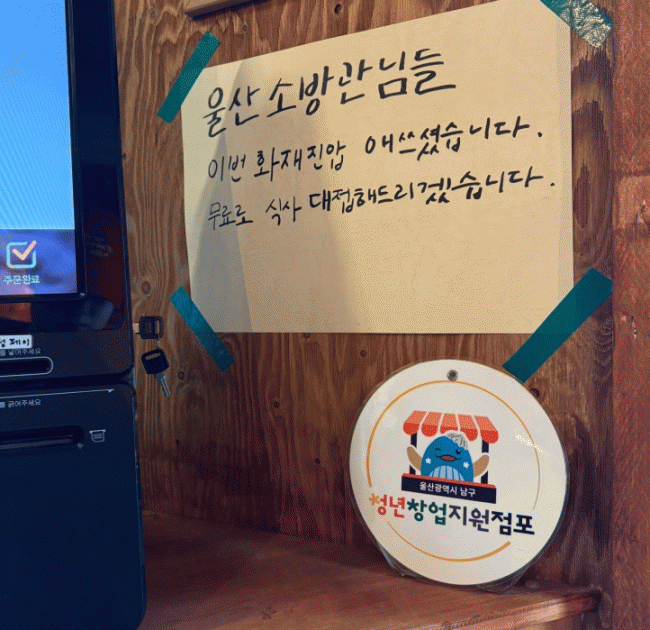 울산 소방관님들
이번 화재진압 애쓰셨습니다.
무료로 식사 대접해드리겠습니다.
주문완료
울산광역시 남구
청년창업지원점포